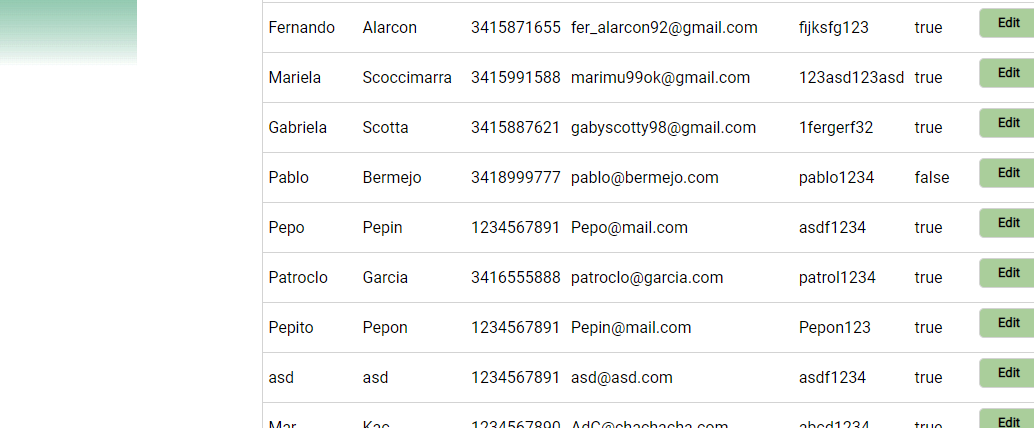 Fernando Alarcon 3415871655 fer_alarcon92@gmail.com fijksfg123 true Edit
Mariela Scoccimarra 3415991588 marimu99ok@gmail.com 123asd123asd true Edit
Gabriela Scotta 3415887621 gabyscotty98@gmail.com 1fergerf32 true Edit
Pablo Bermejo 3418999777 pablo@bermejo.com pablo1234 false Edit
Pepo Pepin 1234567891 Pepo@mail.com asdf1234 true Edit
Patroclo Garcia 3416555888 patroclo@garcia.com patrol1234 true Edit
Pepito Pepon 1234567891 Pepin@mail.com Pepon123 true Edit
asd asd 1234567891 asd@asd.com asdf1234 true Edit
Mar Kac 1234567890 AdC@chachacha.com abcd1234 true Edit